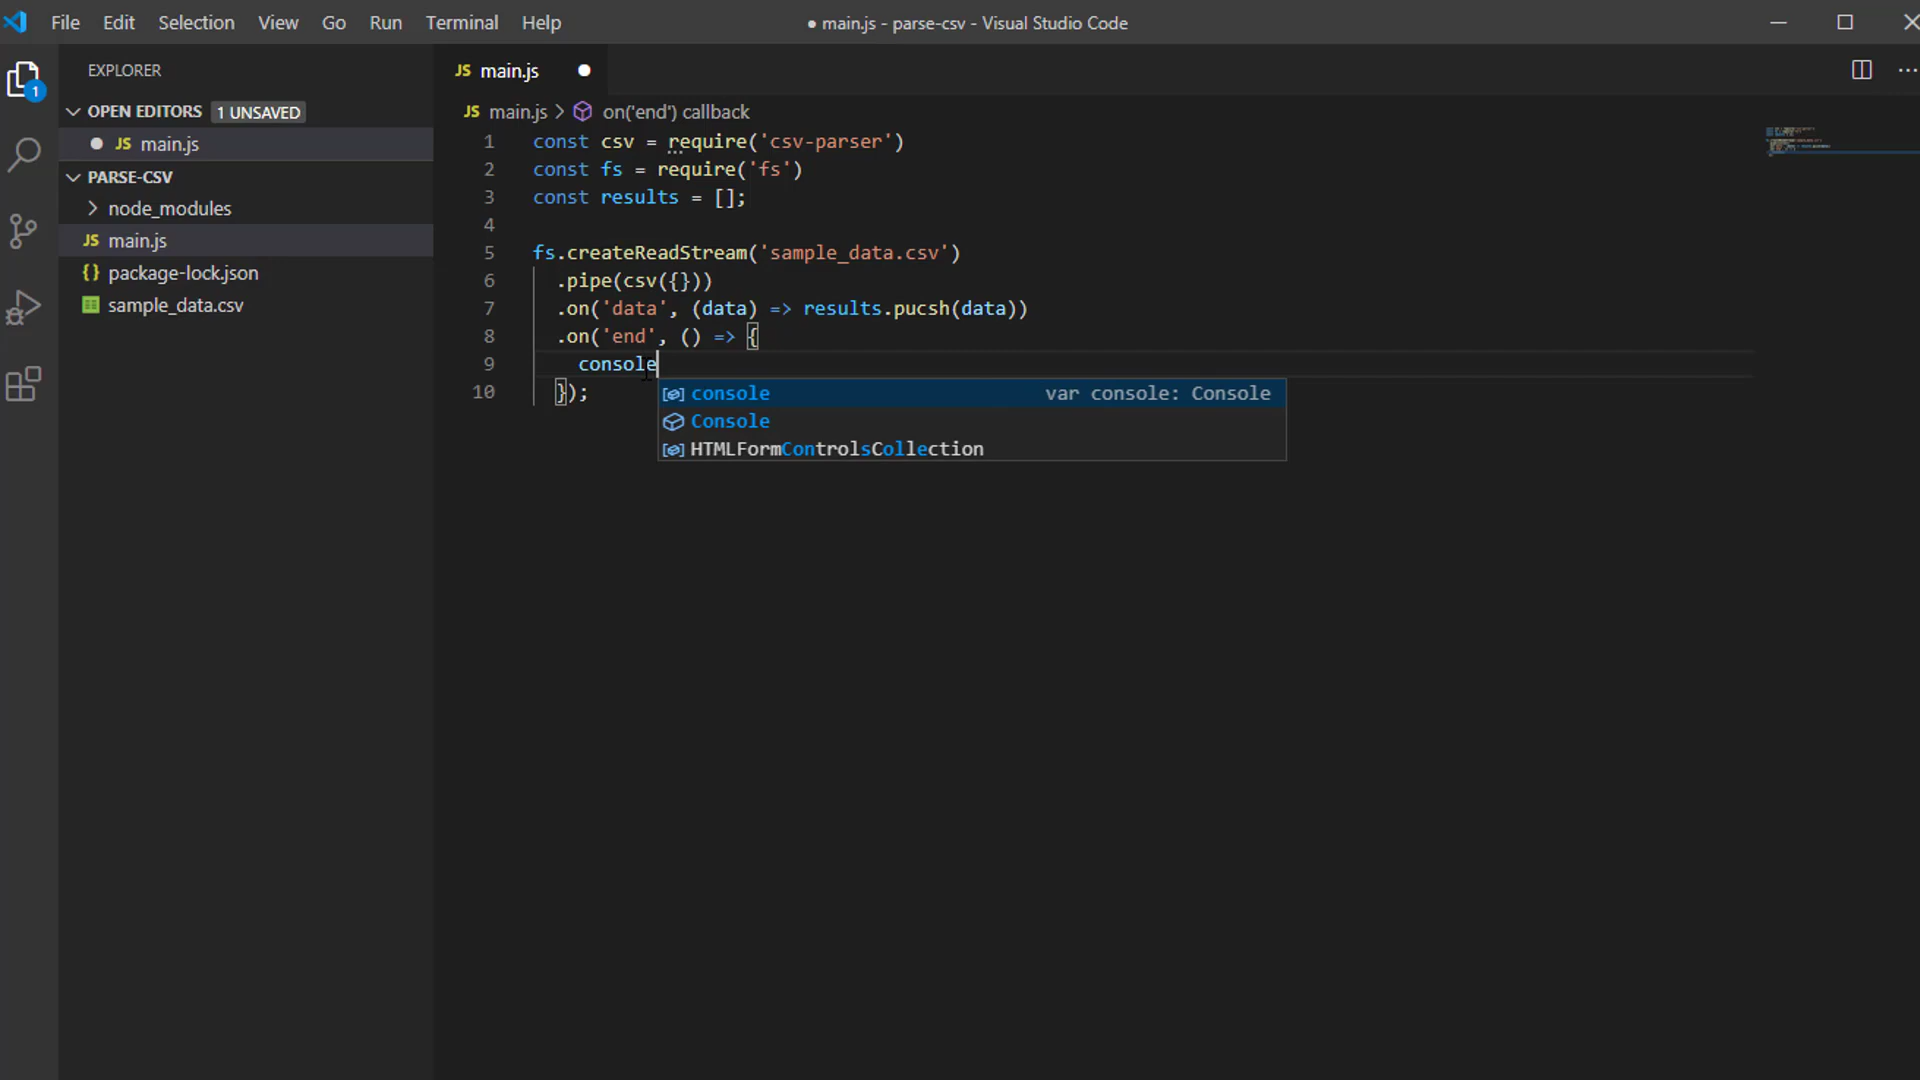 File Edit Selection View Go Run Terminal Help
● main.js - parse-csv - Visual Studio Code
EXPLORER
1
OPEN EDITORS 1 UNSAVED
JS main.js
PARSE-CSV
node_modules
JS main.js
{} package-lock.json
sample_data.csv
JS main.js
JS main.js > on('end') callback
1 const csv = require('csv-parser')
2 const fs = require('fs')
3 const results = [];
4
5 fs.createReadStream('sample_data.csv')
6 .pipe(csv({}))
7 .on('data', (data) => results.pucsh(data))
8 .on('end', () => {
9 console
10 });
console var console: Console
Console
HTMLFormControlsCollection